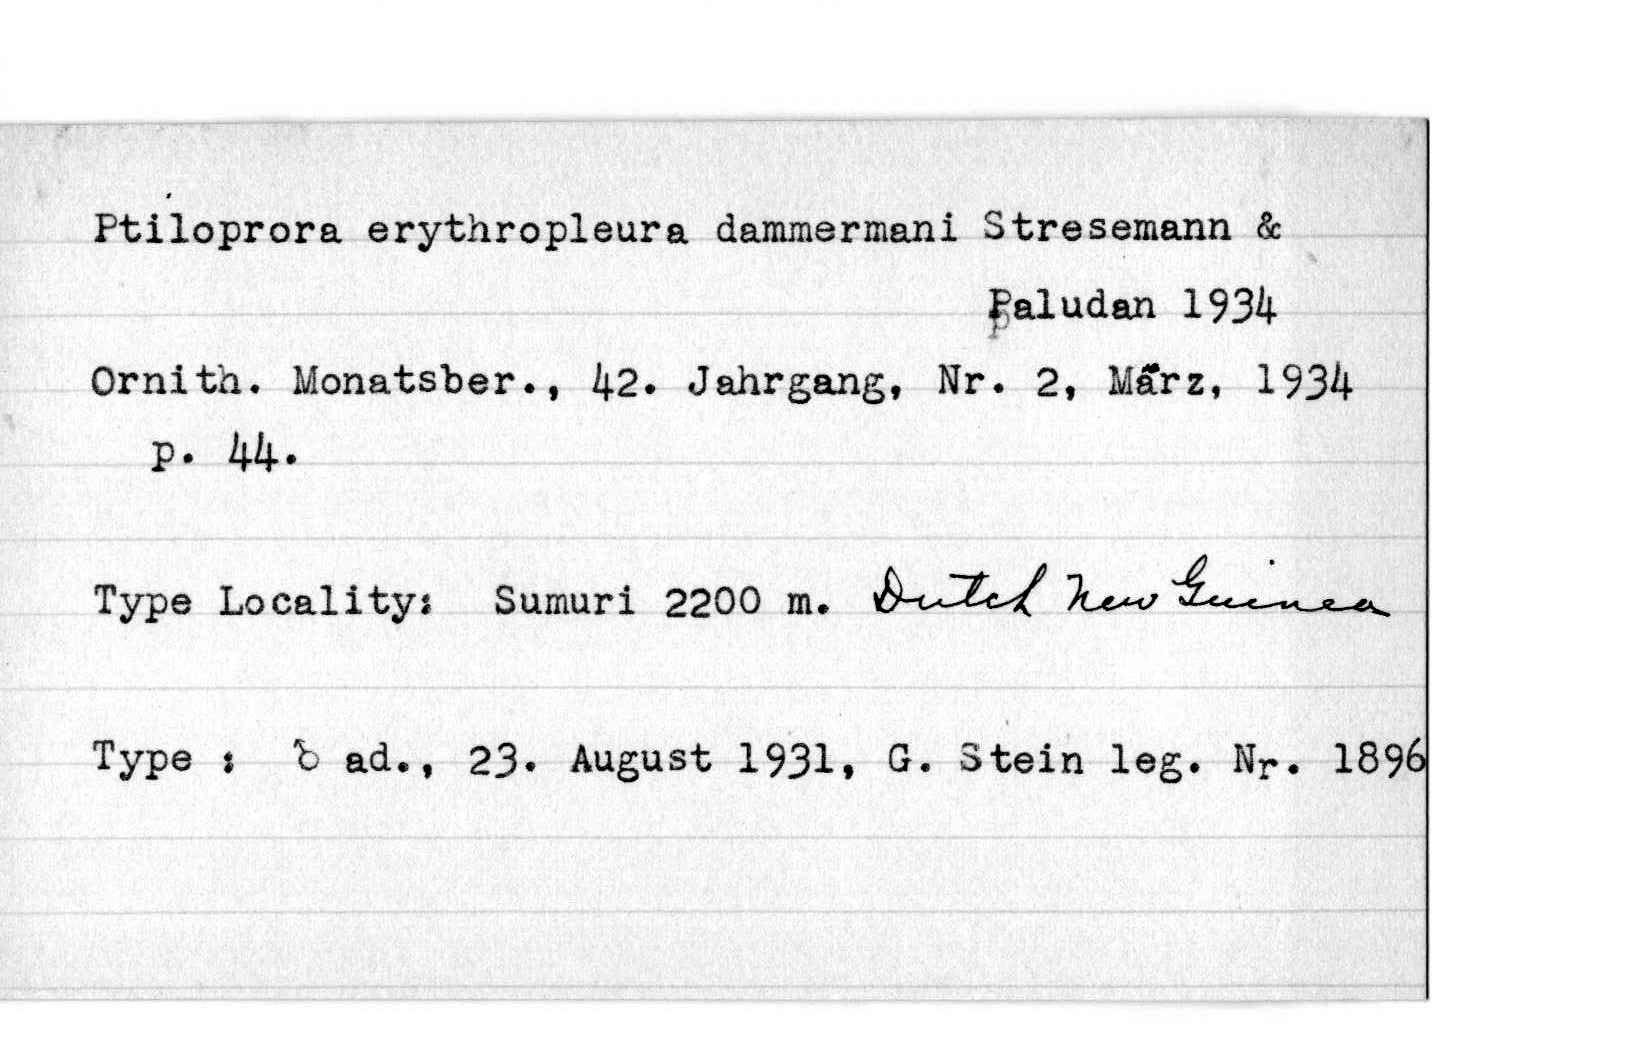 Ptiloprora erythropleura dammermani Stresemann &
Paludan 1934
Ornith. Monatsber., 42. Jahrgang, Nr. 2, März, 1934
p. 44.
Type Locality: Sumuri 2200 m. Dutch New Guinea
Type : ♂ ad., 23. August 1931, G. Stein leg. Nr. 1896